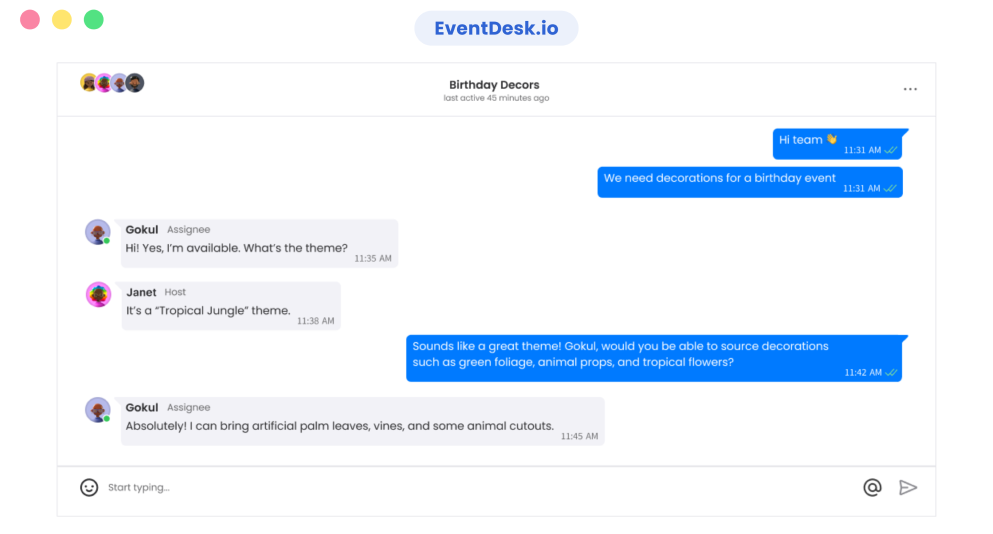 EventDesk.io
Birthday Decors
last active 45 minutes ago
Hi team 👋
11:31 AM
We need decorations for a birthday event
11:31 AM
Gokul Assignee
Hi! Yes, I’m available. What’s the theme?
11:35 AM
Janet Host
It’s a “Tropical Jungle” theme.
11:38 AM
Sounds like a great theme! Gokul, would you be able to source decorations
such as green foliage, animal props, and tropical flowers?
11:42 AM
Gokul Assignee
Absolutely! I can bring artificial palm leaves, vines, and some animal cutouts.
11:45 AM
Start typing...